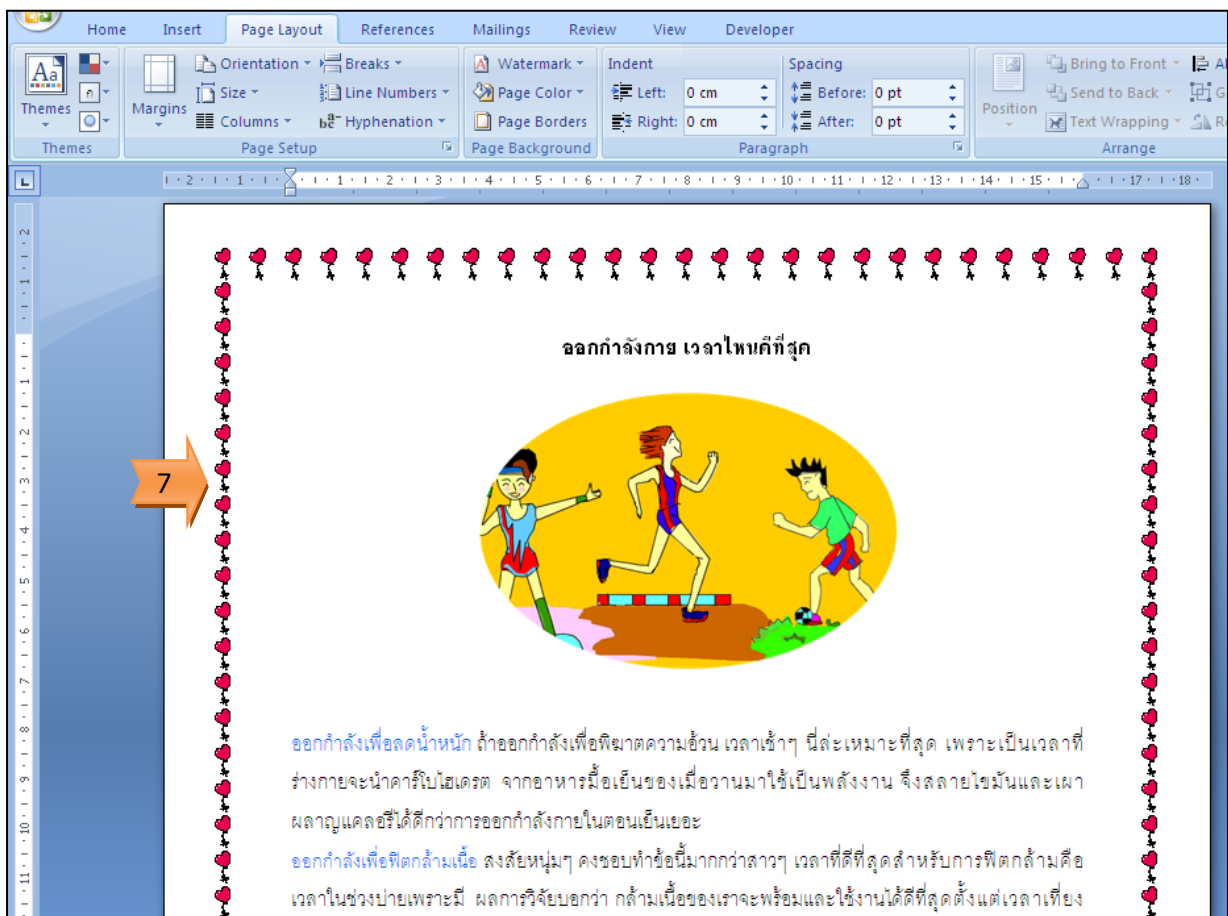 Home Insert Page Layout References Mailings Review View Developer
Orientation Breaks Watermark Indent Spacing Bring to Front
Size Line Numbers Page Color Left: 0 cm Before: 0 pt Send to Back
Themes Margins Columns Hyphenation Page Borders Right: 0 cm After: 0 pt Position Text Wrapping
Themes Page Setup Page Background Paragraph Arrange
2 1 1 2 3 4 5 6 7 8 9 10 11 12 13 14 15 17 18
ออกกำลังกาย เวลาไหนดีที่สุด
7
ออกกำลังเพื่อลดน้ำหนัก ถ้าออกกำลังเพื่อพิฆาตความอ้วน เวลาเช้าๆ นี่ล่ะเหมาะที่สุด เพราะเป็นเวลาที่
ร่างกายจะนำคาร์โบไฮเดรต จากอาหารมื้อเย็นของเมื่อวานมาใช้เป็นพลังงาน จึงสลายไขมันและเผา
ผลาญแคลอรีได้ดีกว่าการออกกำลังกายในตอนเย็นเยอะ
ออกกำลังเพื่อฟิตกล้ามเนื้อ สงสัยหนุ่มๆ คงชอบทำข้อนี้มากกว่าสาวๆ เวลาที่ดีที่สุดสำหรับการฟิตกล้ามคือ
เวลาในช่วงบ่ายเพราะมี ผลการวิจัยบอกว่า กล้ามเนื้อของเราจะพร้อมและใช้งานได้ดีที่สุดตั้งแต่เวลาเที่ยง